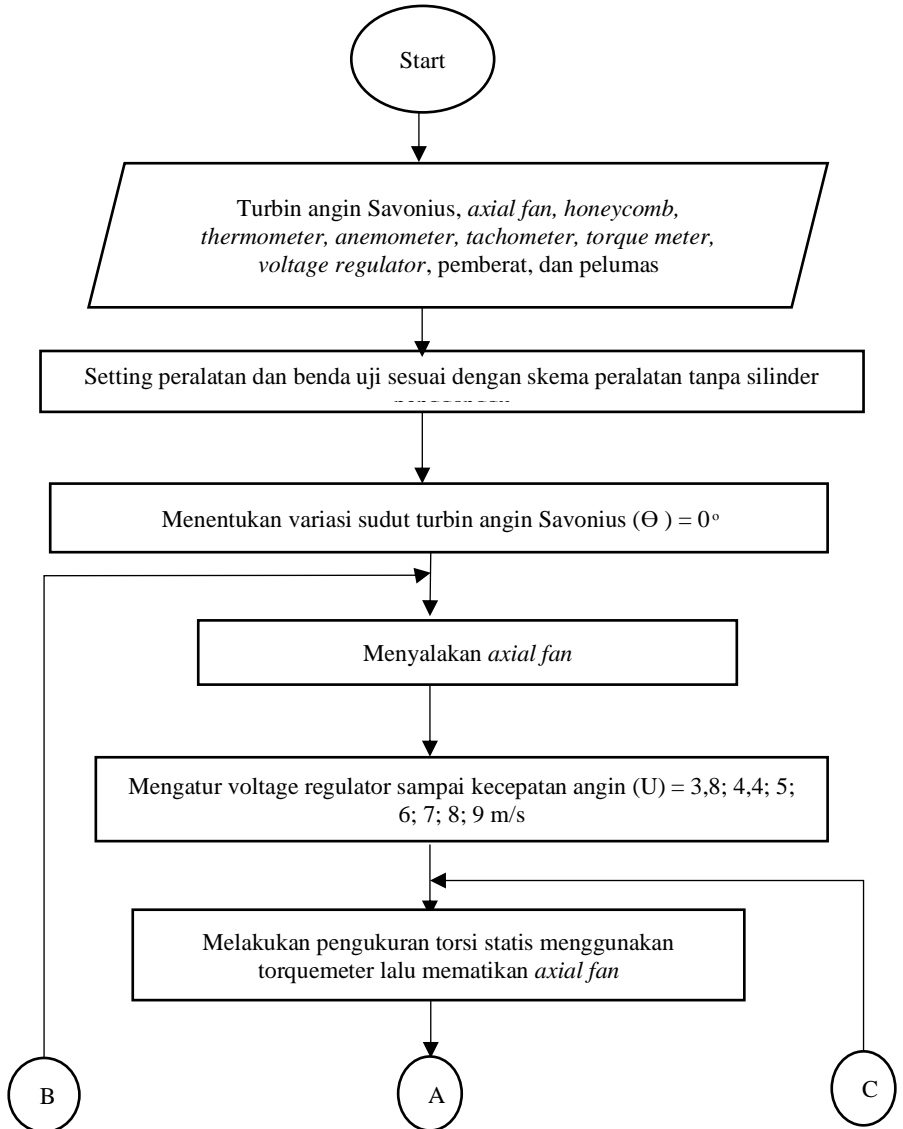 Start
Turbin angin Savonius, axial fan, honeycomb,
thermometer, anemometer, tachometer, torque meter,
voltage regulator, pemberat, dan pelumas
Setting peralatan dan benda uji sesuai dengan skema peralatan tanpa silinder
Menentukan variasi sudut turbin angin Savonius (Ɵ ) = 0º
Menyalakan axial fan
Mengatur voltage regulator sampai kecepatan angin (U) = 3,8; 4,4; 5;
6; 7; 8; 9 m/s
Melakukan pengukuran torsi statis menggunakan
torquemeter lalu mematikan axial fan
B
A
C